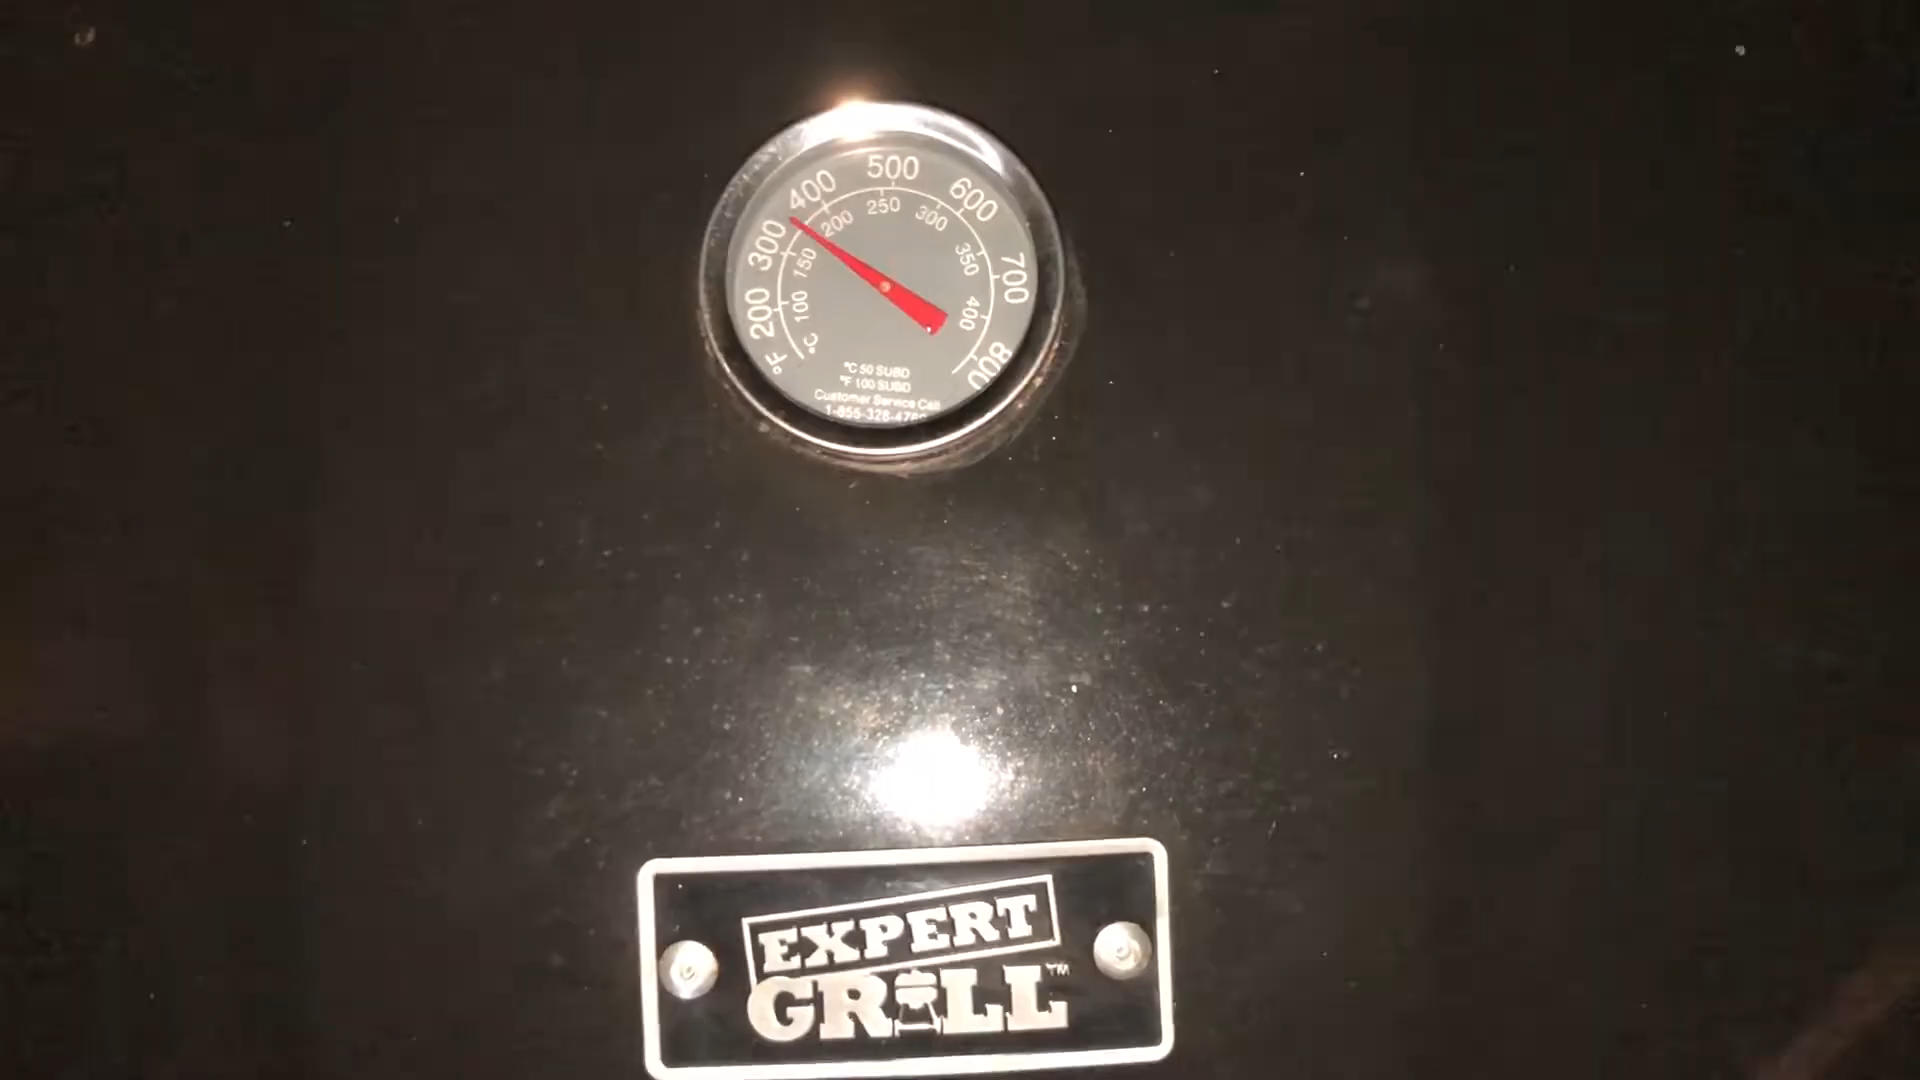 500
400
600
300
700
200
800
°F
200
250
300
150
350
100
400
°C
°C 50 SUBD
°F 100 SUBD
Customer Service Call
EXPERT
GRILL™